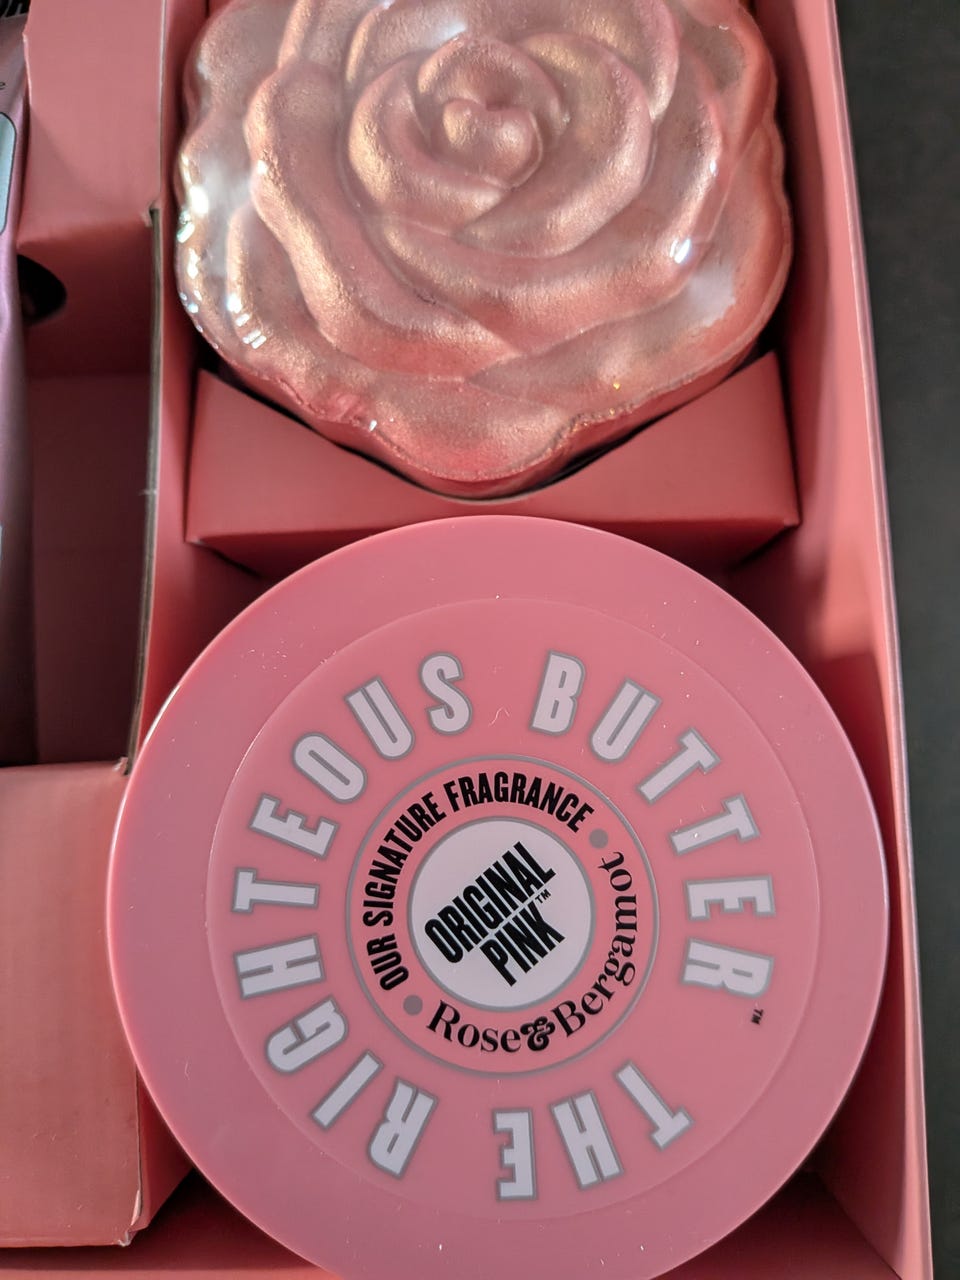 THE RIGHTEOUS BUTTER™
OUR SIGNATURE FRAGRANCE
Rose & Bergamot
ORIGINAL
PINK™